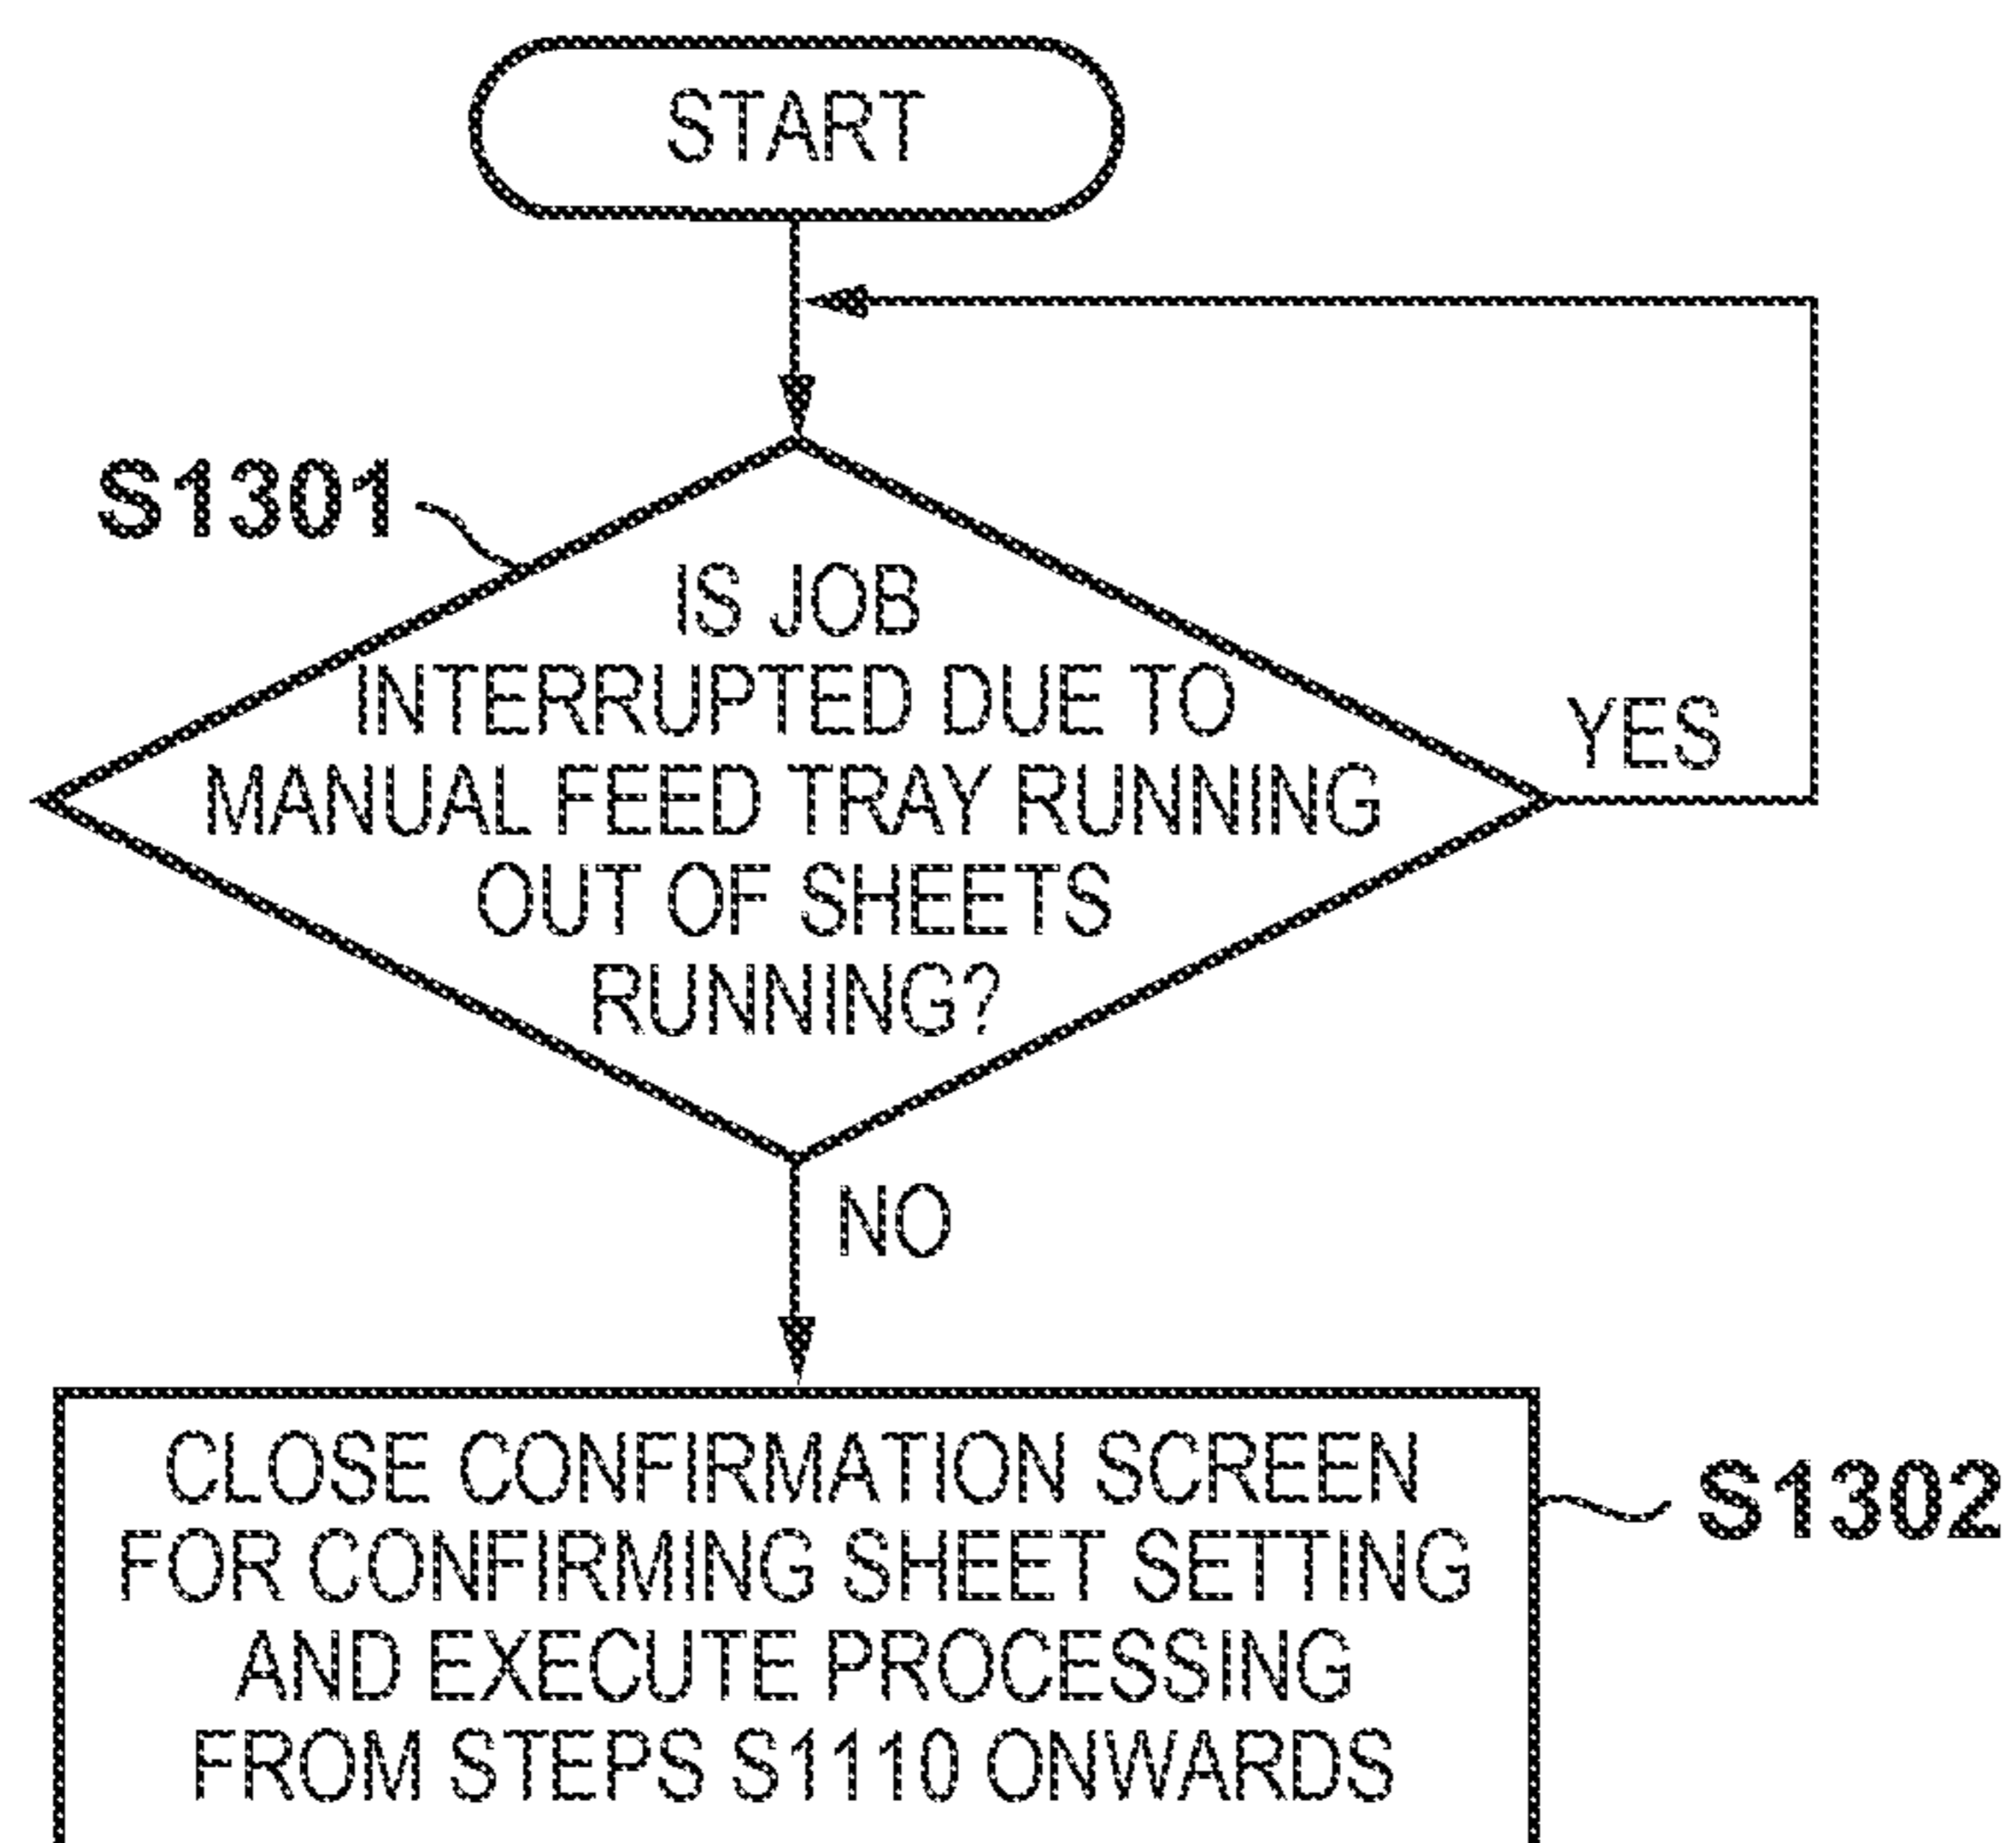 START
S1301
IS JOB
INTERRUPTED DUE TO
MANUAL FEED TRAY RUNNING
OUT OF SHEETS
RUNNING?
YES
NO
CLOSE CONFIRMATION SCREEN
FOR CONFIRMING SHEET SETTING
AND EXECUTE PROCESSING
FROM STEPS S1110 ONWARDS
S1302